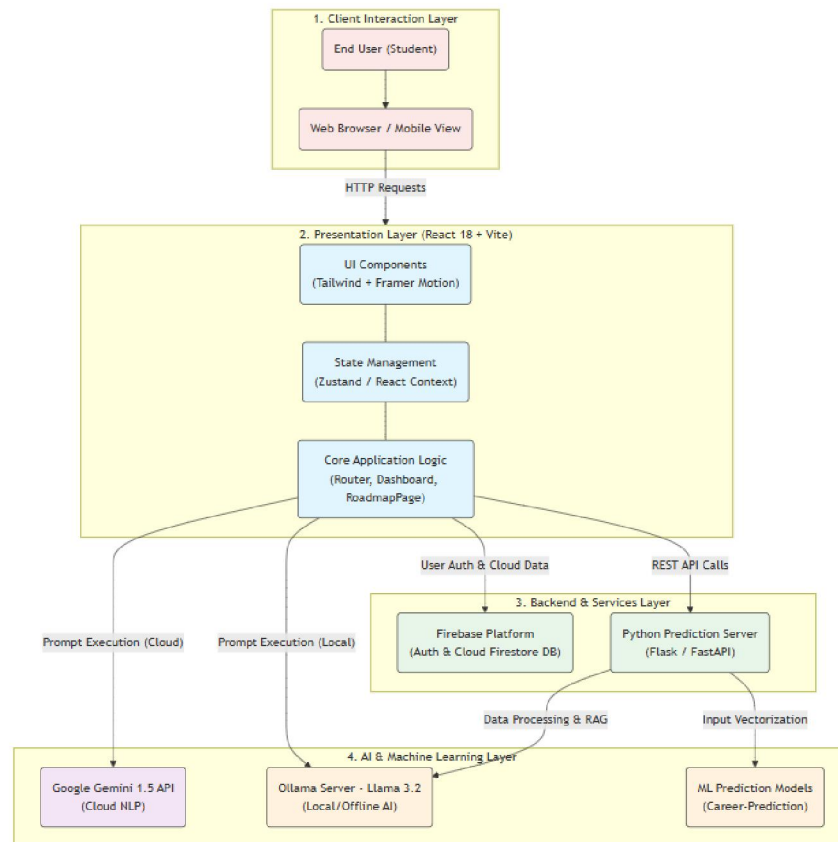 1. Client Interaction Layer
End User (Student)
Web Browser / Mobile View
HTTP Requests
2. Presentation Layer (React 18 + Vite)
UI Components
(Tailwind + Framer Motion)
State Management
(Zustand / React Context)
Core Application Logic
(Router, Dashboard,
RoadmapPage)
User Auth & Cloud Data
REST API Calls
3. Backend & Services Layer
Prompt Execution (Cloud)
Prompt Execution (Local)
Firebase Platform
(Auth & Cloud Firestore DB)
Python Prediction Server
(Flask / FastAPI)
Data Processing & RAG
Input Vectorization
4. AI & Machine Learning Layer
Google Gemini 1.5 API
(Cloud NLP)
Ollama Server - Llama 3.2
(Local/Offline AI)
ML Prediction Models
(Career-Prediction)